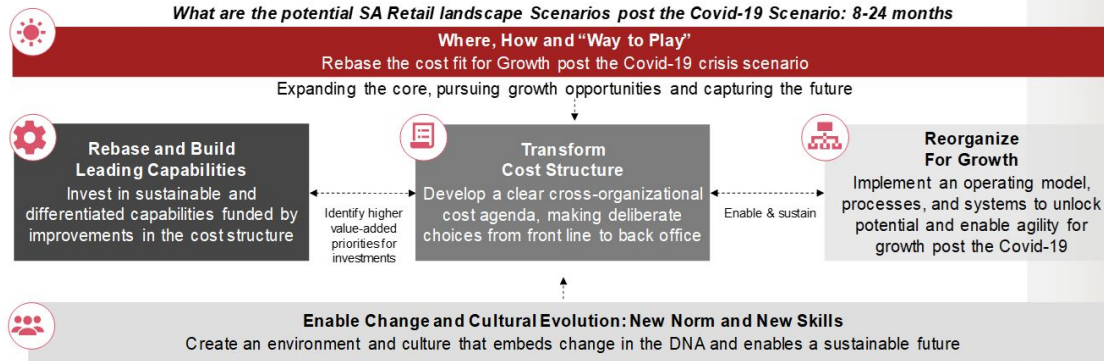 What are the potential SA Retail landscape Scenarios post the Covid-19 Scenario: 8-24 months
Where, How and “Way to Play”
Rebase the cost fit for Growth post the Covid-19 crisis scenario
Expanding the core, pursuing growth opportunities and capturing the future
Rebase and Build
Leading Capabilities
Invest in sustainable and
differentiated capabilities funded by
improvements in the cost structure
Identify higher
value-added
priorities for
investments
Transform
Cost Structure
Develop a clear cross-organizational
cost agenda, making deliberate
choices from front line to back office
Enable & sustain
Reorganize
For Growth
Implement an operating model,
processes, and systems to unlock
potential and enable agility for
growth post the Covid-19
Enable Change and Cultural Evolution: New Norm and New Skills
Create an environment and culture that embeds change in the DNA and enables a sustainable future